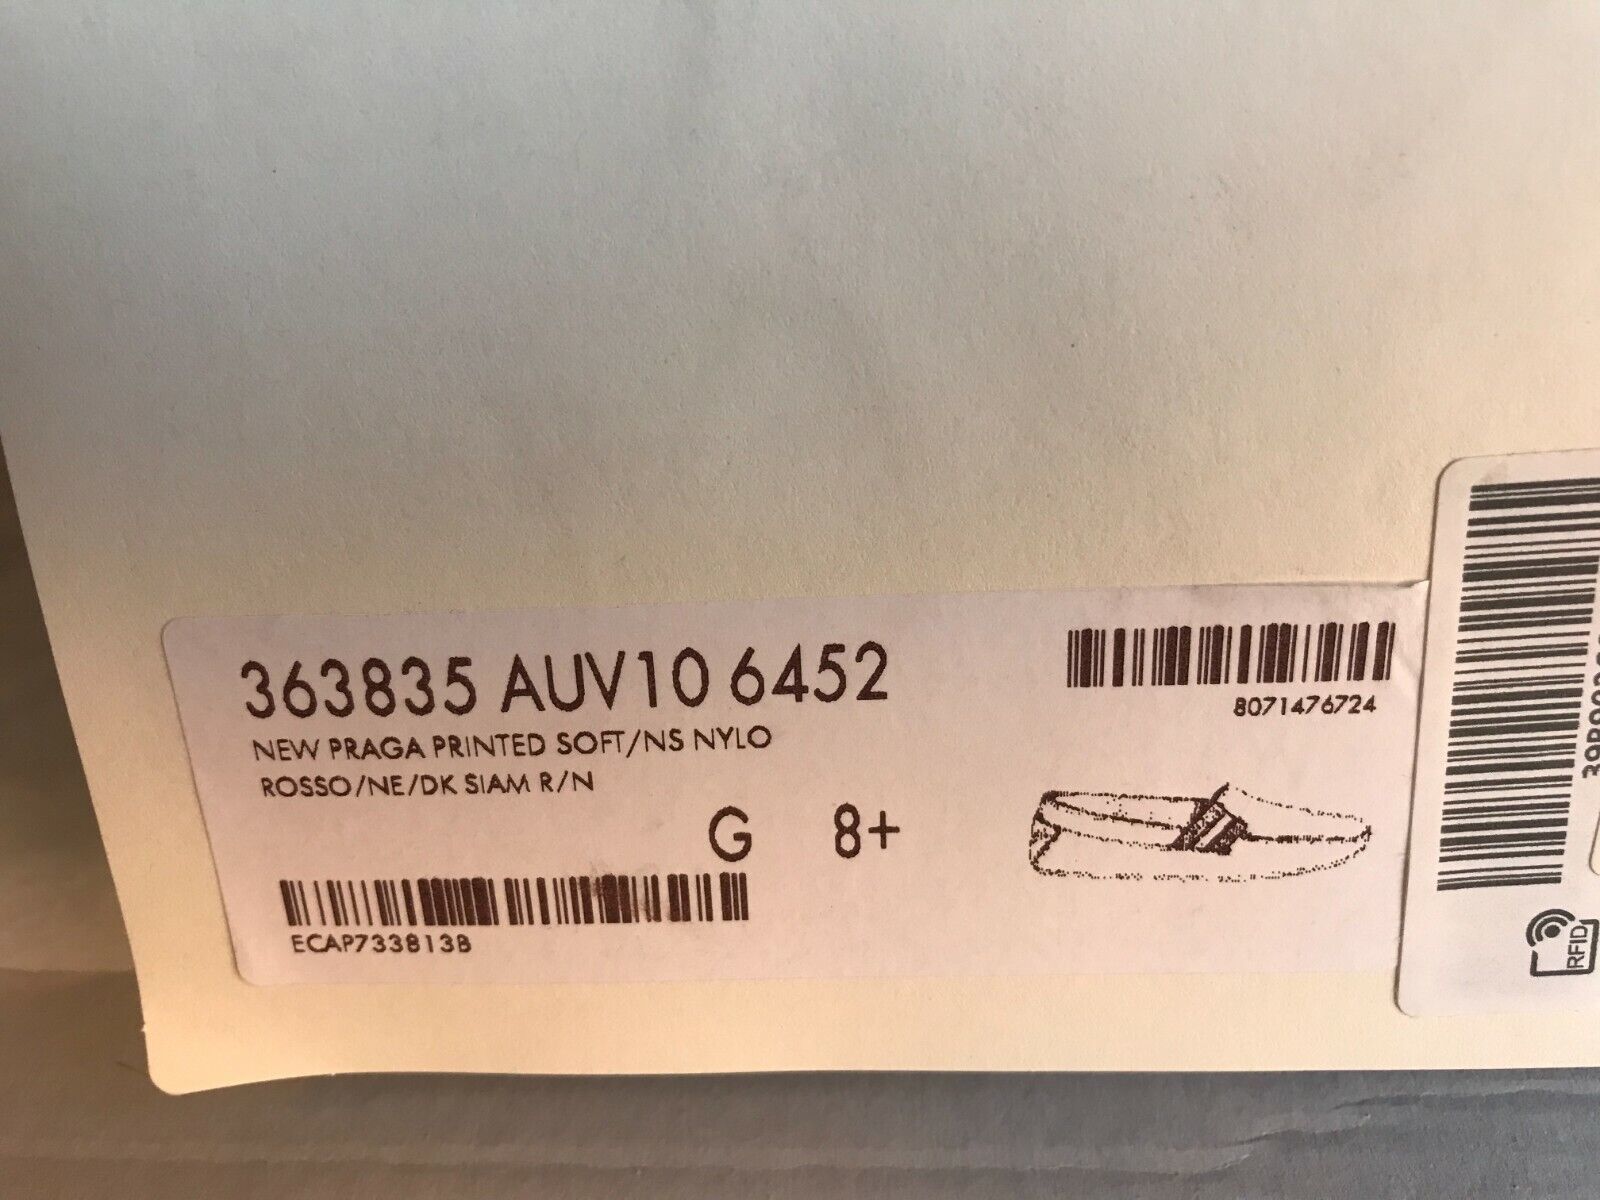 363835 AUV10 6452
NEW PRAGA PRINTED SOFT/NS NYLO
ROSSO/NE/DK SIAM R/N
G 8+
ECAP733813B
8071476724
RFID